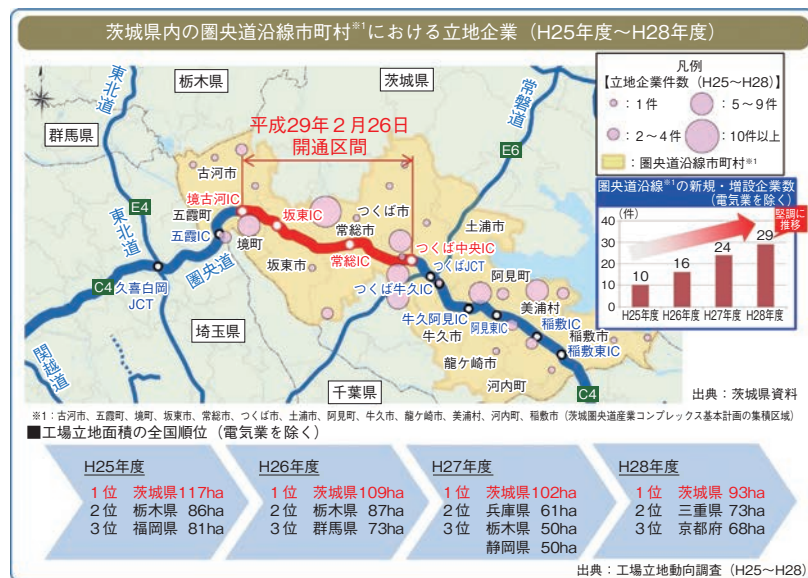 茨城県内の圏央道沿線市町村※1における立地企業（H25年度～H28年度）
栃木県
茨城県
群馬県
埼玉県
千葉県
東北道
東北道
常磐道
圏央道
関越道
E4
E6
C4
C4
平成29年2月26日
開通区間
古河市
境古河IC
五霞町
五霞IC
境町
坂東IC
常総市
常総IC
坂東市
つくば市
つくば中央IC
つくばJCT
つくば牛久IC
土浦市
阿見町
美浦村
牛久阿見IC
牛久市
阿見東IC
稲敷IC
稲敷市
稲敷東IC
龍ケ崎市
河内町
久喜白岡
JCT
凡例
【立地企業件数（H25～H28）】
：1件
：5～9件
：2～4件
：10件以上
：圏央道沿線市町村※1
圏央道沿線※1の新規・増設企業数
（電気業を除く）
（件）
堅調に
推移
40
30
20
10
0
10
16
24
29
H25年度
H26年度
H27年度
H28年度
出典：茨城県資料
※1：古河市、五霞町、境町、坂東市、常総市、つくば市、土浦市、阿見町、牛久市、龍ケ崎市、美浦村、河内町、稲敷市（茨城圏央道産業コンプレックス基本計画の集積区域）
■工場立地面積の全国順位（電気業を除く）
H25年度
1位 茨城県117ha
2位 栃木県 86ha
3位 福岡県 81ha
H26年度
1位 茨城県109ha
2位 栃木県 87ha
3位 群馬県 73ha
H27年度
1位 茨城県102ha
2位 兵庫県 61ha
3位 栃木県 50ha
静岡県 50ha
H28年度
1位 茨城県 93ha
2位 三重県 73ha
3位 京都府 68ha
出典：工場立地動向調査（H25～H28）